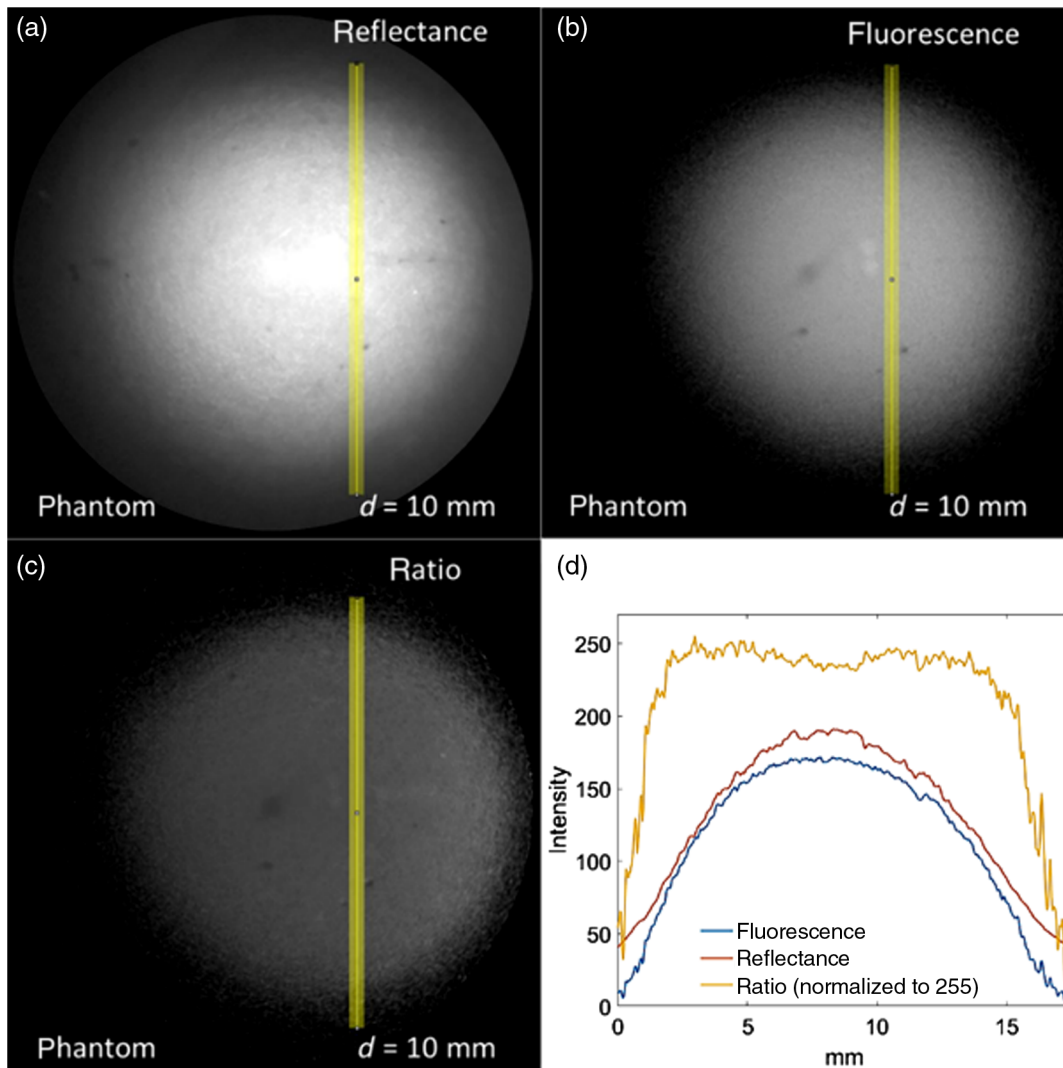 (a)
Reflectance
Phantom
d = 10 mm
(b)
Fluorescence
Phantom
d = 10 mm
(c)
Ratio
Phantom
d = 10 mm
(d)
250
200
150
100
50
0
Intensity
Fluorescence
Reflectance
Ratio (normalized to 255)
0 5 10 15
mm